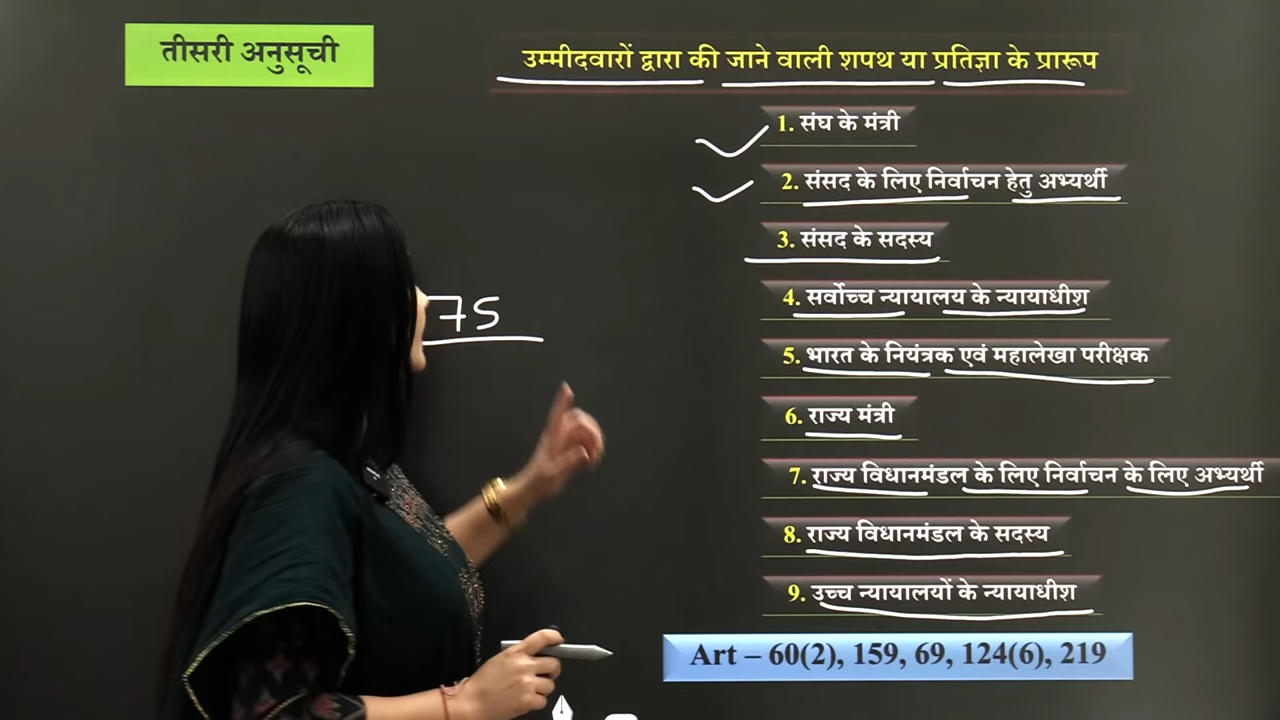 तीसरी अनुसूची
उम्मीदवारों द्वारा की जाने वाली शपथ या प्रतिज्ञा के प्रारूप
1. संघ के मंत्री
2. संसद के लिए निर्वाचन हेतु अभ्यर्थी
3. संसद के सदस्य
4. सर्वोच्च न्यायालय के न्यायाधीश
75
5. भारत के नियंत्रक एवं महालेखा परीक्षक
6. राज्य मंत्री
7. राज्य विधानमंडल के लिए निर्वाचन के लिए अभ्यर्थी
8. राज्य विधानमंडल के सदस्य
9. उच्च न्यायालयों के न्यायाधीश
Art – 60(2), 159, 69, 124(6), 219